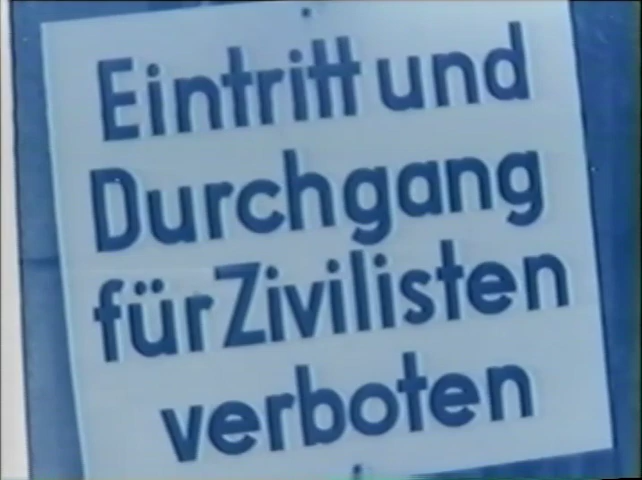 Eintritt und
Durchgang
für Zivilisten
verboten